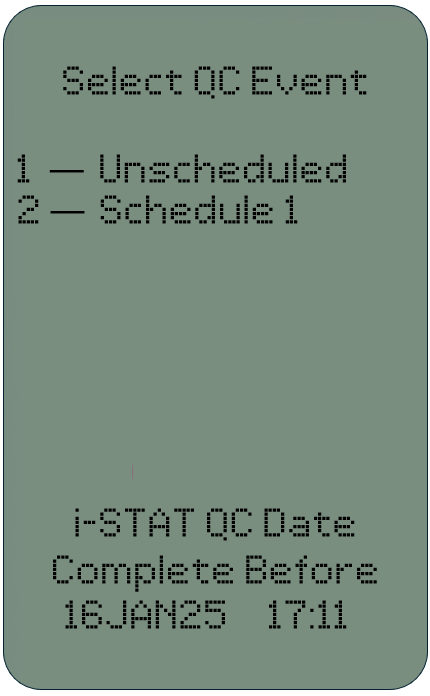 Select QC Event
1 — Unscheduled
2 — Schedule 1
i-STAT QC Date
Complete Before
16JAN25 17:11